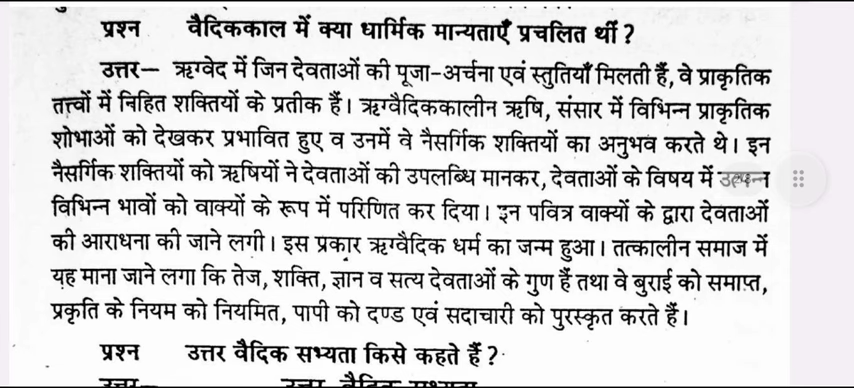 प्रश्न वैदिककाल में क्या धार्मिक मान्यताएँ प्रचलित थीं ?
उत्तर— ऋग्वेद में जिन देवताओं की पूजा-अर्चना एवं स्तुतियाँ मिलती हैं, वे प्राकृतिक
तत्त्वों में निहित शक्तियों के प्रतीक हैं। ऋग्वैदिककालीन ऋषि, संसार में विभिन्न प्राकृतिक
शोभाओं को देखकर प्रभावित हुए व उनमें वे नैसर्गिक शक्तियों का अनुभव करते थे। इन
नैसर्गिक शक्तियों को ऋषियों ने देवताओं की उपलब्धि मानकर, देवताओं के विषय में उत्पन्न
विभिन्न भावों को वाक्यों के रूप में परिणित कर दिया। इन पवित्र वाक्यों के द्वारा देवताओं
की आराधना की जाने लगी। इस प्रकार ऋग्वैदिक धर्म का जन्म हुआ। तत्कालीन समाज में
यह माना जाने लगा कि तेज, शक्ति, ज्ञान व सत्य देवताओं के गुण हैं तथा वे बुराई को समाप्त,
प्रकृति के नियम को नियमित, पापी को दण्ड एवं सदाचारी को पुरस्कृत करते हैं।
प्रश्न उत्तर वैदिक सभ्यता किसे कहते हैं ?